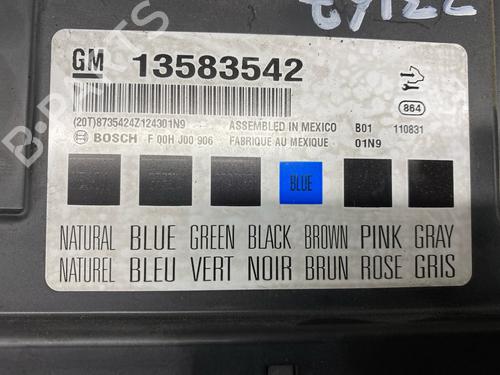 GM 13583542
864
(20T)8735424Z124301N9 ASSEMBLED IN MEXICO B01 110831
BOSCH F 00H J00 906 FABRIQUE AU MEXIQUE 01N9
BLUE
NATURAL BLUE GREEN BLACK BROWN PINK GRAY
NATUREL BLEU VERT NOIR BRUN ROSE GRIS